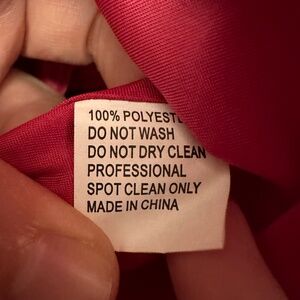 100% POLYESTE
DO NOT WASH
DO NOT DRY CLEAN
PROFESSIONAL
SPOT CLEAN ONLY
MADE IN CHINA